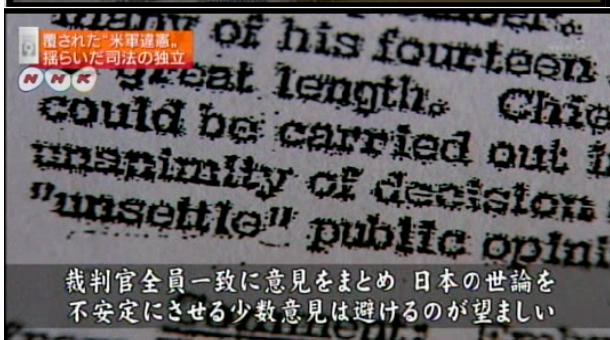 覆された“米軍違憲„
揺らいだ司法の独立
NHK
many of his fourteen
great length. Chie
could be carried out i
unanimity of decision
"unsettle" public opini
裁判官全員一致に意見をまとめ 日本の世論を
不安定にさせる少数意見は避けるのが望ましい